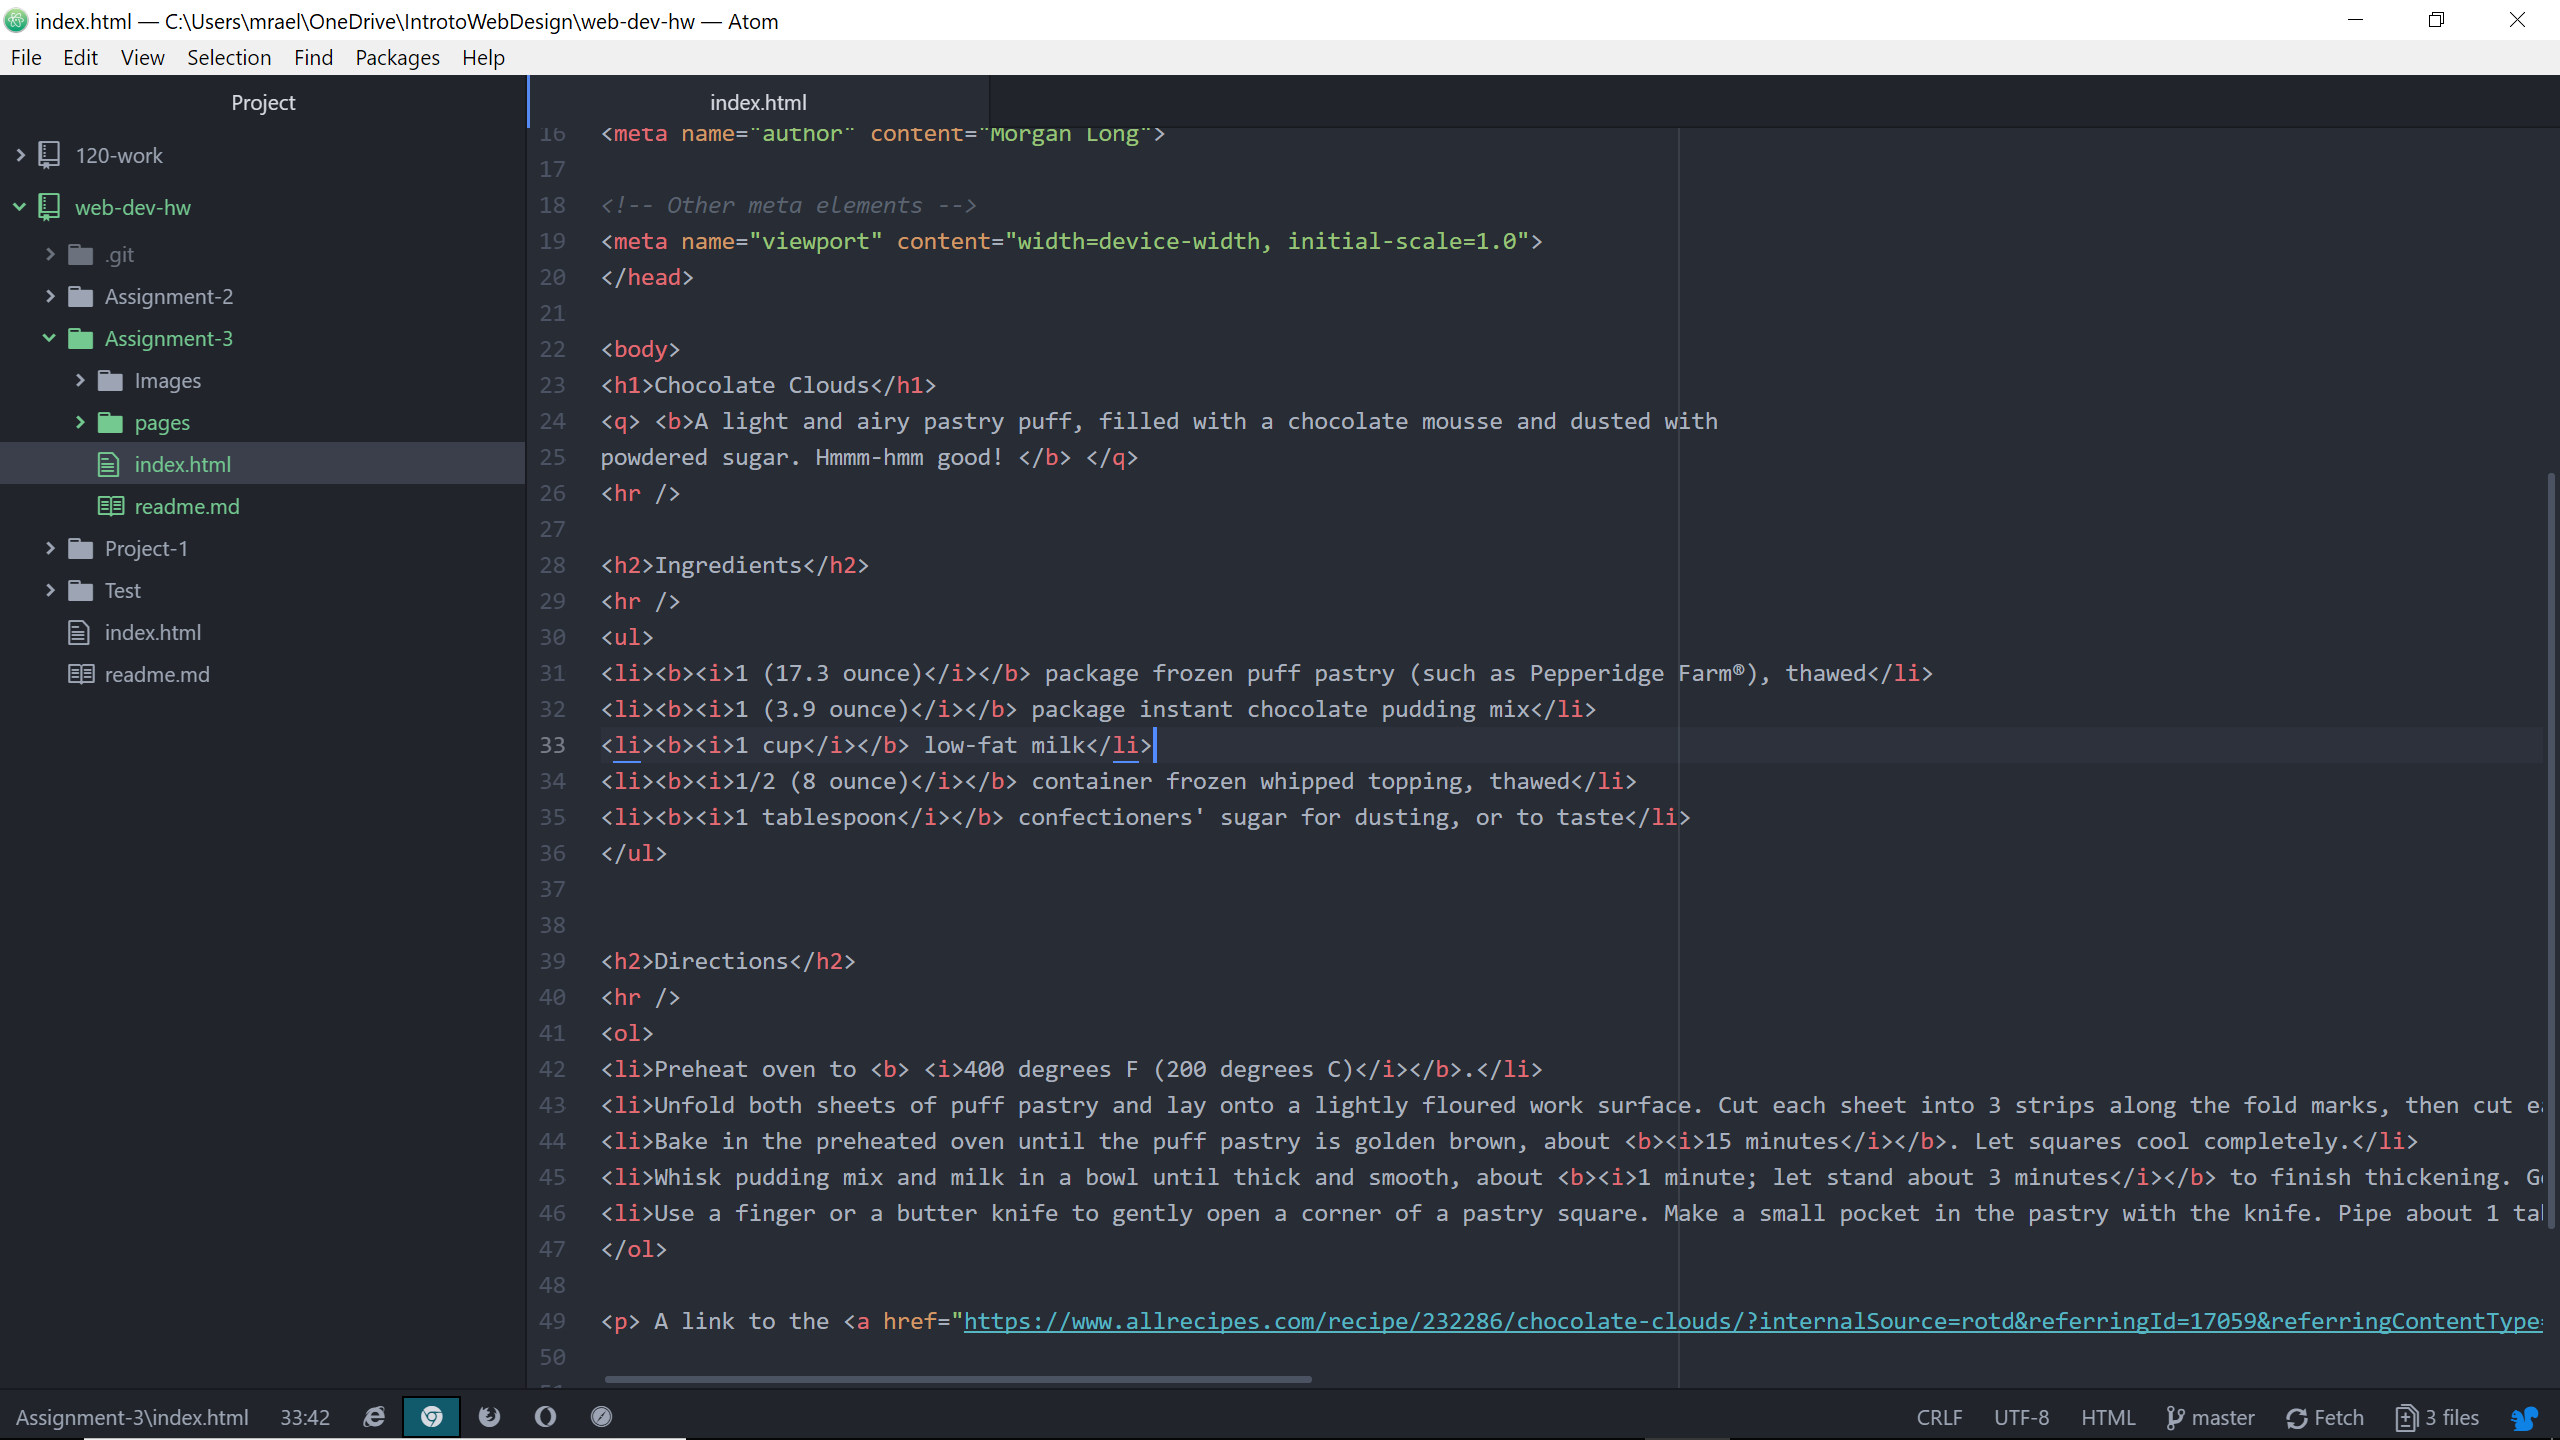 index.html — C:\Users\mrael\OneDrive\IntrotoWebDesign\web-dev-hw — Atom
File Edit View Selection Find Packages Help
Project
120-work
web-dev-hw
.git
Assignment-2
Assignment-3
Images
pages
index.html
readme.md
Project-1
Test
index.html
readme.md
index.html
16 <meta name="author" content="Morgan Long">
17
18 <!-- Other meta elements -->
19 <meta name="viewport" content="width=device-width, initial-scale=1.0">
20 </head>
21
22 <body>
23 <h1>Chocolate Clouds</h1>
24 <q> <b>A light and airy pastry puff, filled with a chocolate mousse and dusted with
25 powdered sugar. Hmmm-hmm good! </b> </q>
26 <hr />
27
28 <h2>Ingredients</h2>
29 <hr />
30 <ul>
31 <li><b><i>1 (17.3 ounce)</i></b> package frozen puff pastry (such as Pepperidge Farm®), thawed</li>
32 <li><b><i>1 (3.9 ounce)</i></b> package instant chocolate pudding mix</li>
33 <li><b><i>1 cup</i></b> low-fat milk</li>
34 <li><b><i>1/2 (8 ounce)</i></b> container frozen whipped topping, thawed</li>
35 <li><b><i>1 tablespoon</i></b> confectioners' sugar for dusting, or to taste</li>
36 </ul>
37
38
39 <h2>Directions</h2>
40 <hr />
41 <ol>
42 <li>Preheat oven to <b> <i>400 degrees F (200 degrees C)</i></b>.</li>
43 <li>Unfold both sheets of puff pastry and lay onto a lightly floured work surface. Cut each sheet into 3 strips along the fold marks, then cut
44 <li>Bake in the preheated oven until the puff pastry is golden brown, about <b><i>15 minutes</i></b>. Let squares cool completely.</li>
45 <li>Whisk pudding mix and milk in a bowl until thick and smooth, about <b><i>1 minute; let stand about 3 minutes</i></b> to finish thickening.
46 <li>Use a finger or a butter knife to gently open a corner of a pastry square. Make a small pocket in the pastry with the knife. Pipe about 1
47 </ol>
48
49 <p> A link to the <a href="https://www.allrecipes.com/recipe/232286/chocolate-clouds/?internalSource=rotd&referringId=17059&referringContentType=
50
Assignment-3\index.html 33:42 CRLF UTF-8 HTML master Fetch 3 files